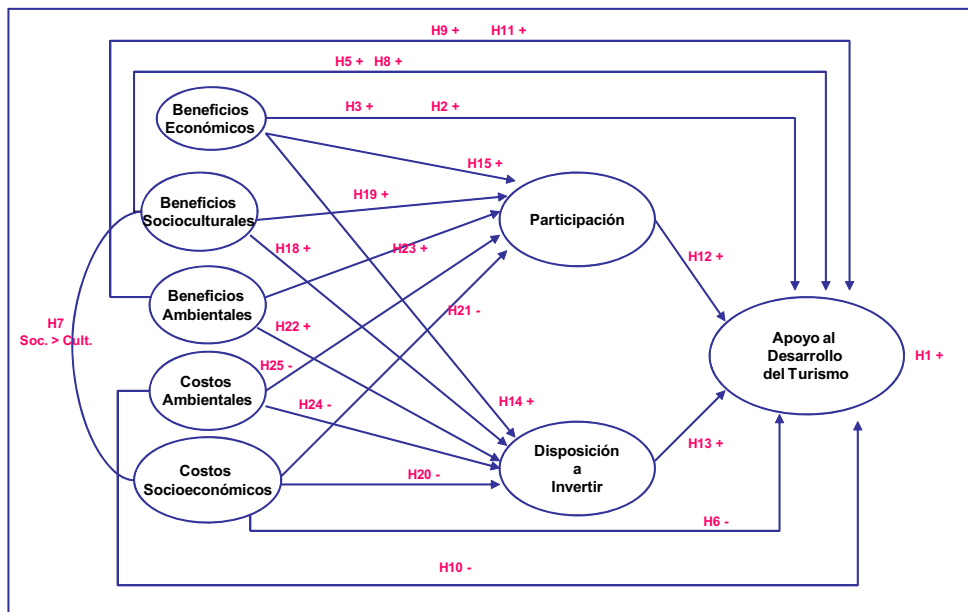 H9 + H11 +
H5 + H8 +
Beneficios
Económicos
H3 + H2 +
H15 +
Beneficios
Socioculturales
H19 +
Participación
H18 +
H23 +
H12 +
Beneficios
Ambientales
H21 -
H22 +
H7
Soc. > Cult.
Apoyo al
Desarrollo
del Turismo
H1 +
H25 -
Costos
Ambientales
H24 -
H14 +
H13 +
Disposición
a
Invertir
Costos
Socioeconómicos
H20 -
H6 -
H10 -